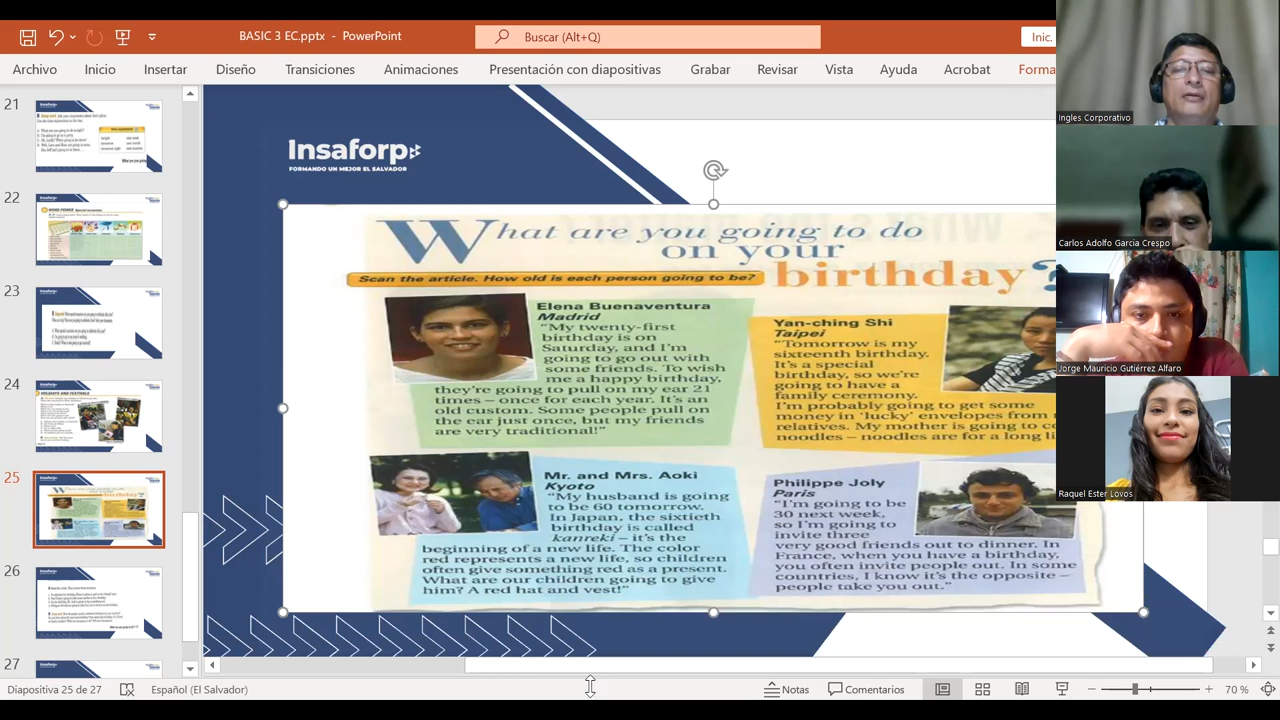 BASIC 3 EC.pptx - PowerPoint
Buscar (Alt+Q)
Inic.
Archivo
Inicio
Insertar
Diseño
Transiciones
Animaciones
Presentación con diapositivas
Grabar
Revisar
Vista
Ayuda
Acrobat
Forma
21
22
23
24
25
26
27
Insaforp
FORMANDO UN MEJOR EL SALVADOR
What are you going to do
on your
birthday?
Scan the article. How old is each person going to be?
Elena Buenaventura
Madrid
"My twenty-first
birthday is on
Saturday, and I'm
going to go out with
some friends. To wish
me a happy birthday,
they're going to pull on my ear 21
times – once for each year. It's an
old custom. Some people pull on
the ear just once, but my friends
are very traditional!"
Yan-ching Shi
Taipei
"Tomorrow is my
sixteenth birthday.
It's a special
birthday, so we're
going to have a
family ceremony.
I'm probably going to get some
money in 'lucky' envelopes from
relatives. My mother is going to
noodles – noodles are for a long
Mr. and Mrs. Aoki
Kyoto
"My husband is going
to be 60 tomorrow.
In Japan, the sixtieth
birthday is called
kanreki – it's the
beginning of a new life. The color
red represents a new life, so children
often give something red as a present.
What are our children going to give
him? A red hat and vest!"
Philippe Joly
Paris
"I'm going to be
30 next week,
so I'm going to
invite three
very good friends out to dinner. In
France, when you have a birthday,
you often invite people out. In some
countries, I know it's the opposite –
people take you out."
Ingles Corporativo
Carlos Adolfo Garcia Crespo
Jorge Mauricio Gutiérrez Alfaro
Raquel Ester Lovos
Diapositiva 25 de 27
Español (El Salvador)
Notas
Comentarios
70 %